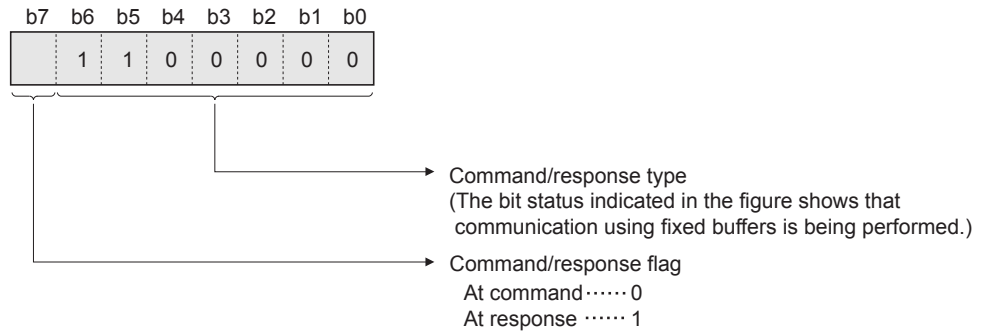 b7 b6 b5 b4 b3 b2 b1 b0
1 1 0 0 0 0 0
Command/response type
(The bit status indicated in the figure shows that
communication using fixed buffers is being performed.)
Command/response flag
At command ⋯⋯ 0
At response ⋯⋯ 1